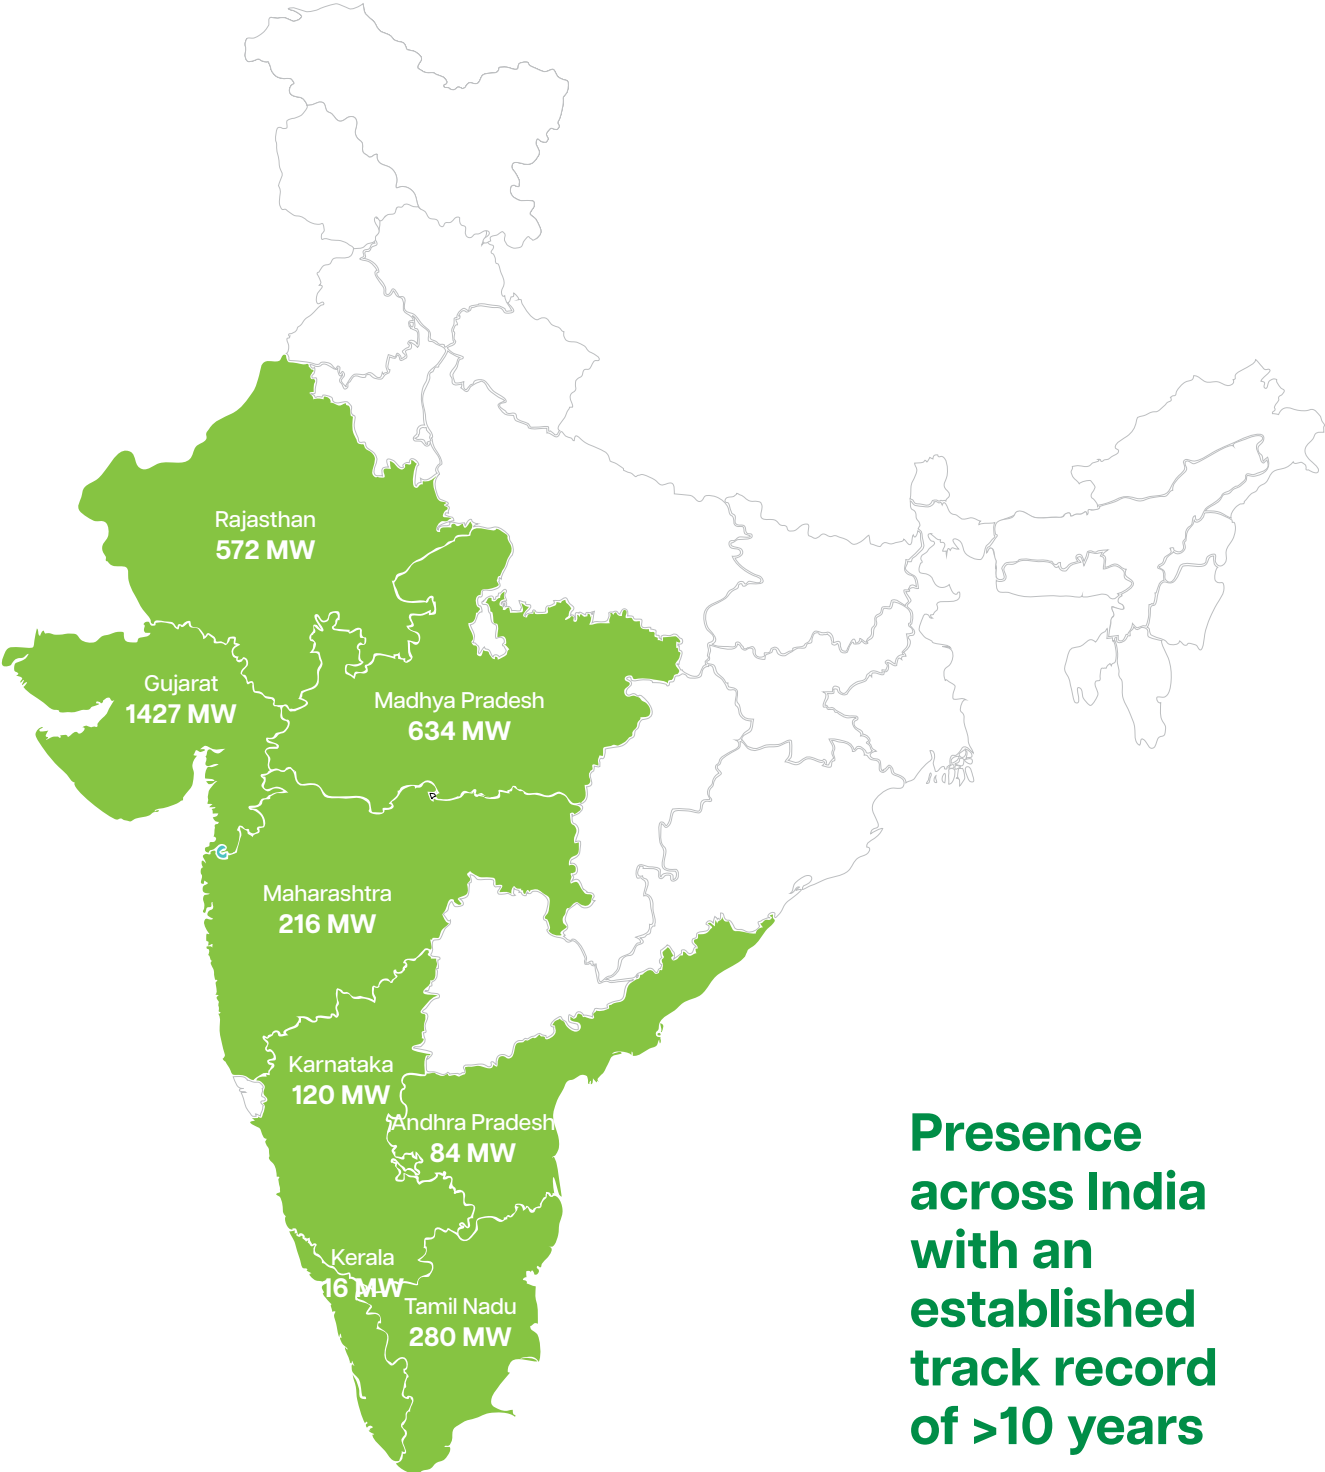 Rajasthan
572 MW
Gujarat
1427 MW
Madhya Pradesh
634 MW
Maharashtra
216 MW
Karnataka
120 MW
Andhra Pradesh
84 MW
Kerala
16 MW
Tamil Nadu
280 MW
Presence
across India
with an
established
track record
of >10 years